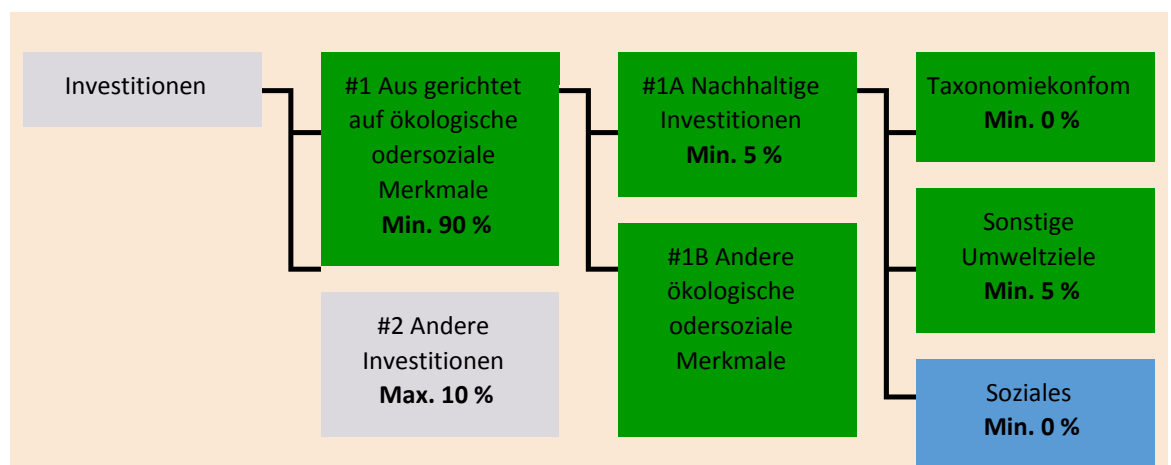 Investitionen
#1 Aus gerichtet
auf ökologische
odersoziale
Merkmale
Min. 90 %
#2 Andere
Investitionen
Max. 10 %
#1A Nachhaltige
Investitionen
Min. 5 %
#1B Andere
ökologische
odersoziale
Merkmale
Taxonomiekonfom
Min. 0 %
Sonstige
Umweltziele
Min. 5 %
Soziales
Min. 0 %